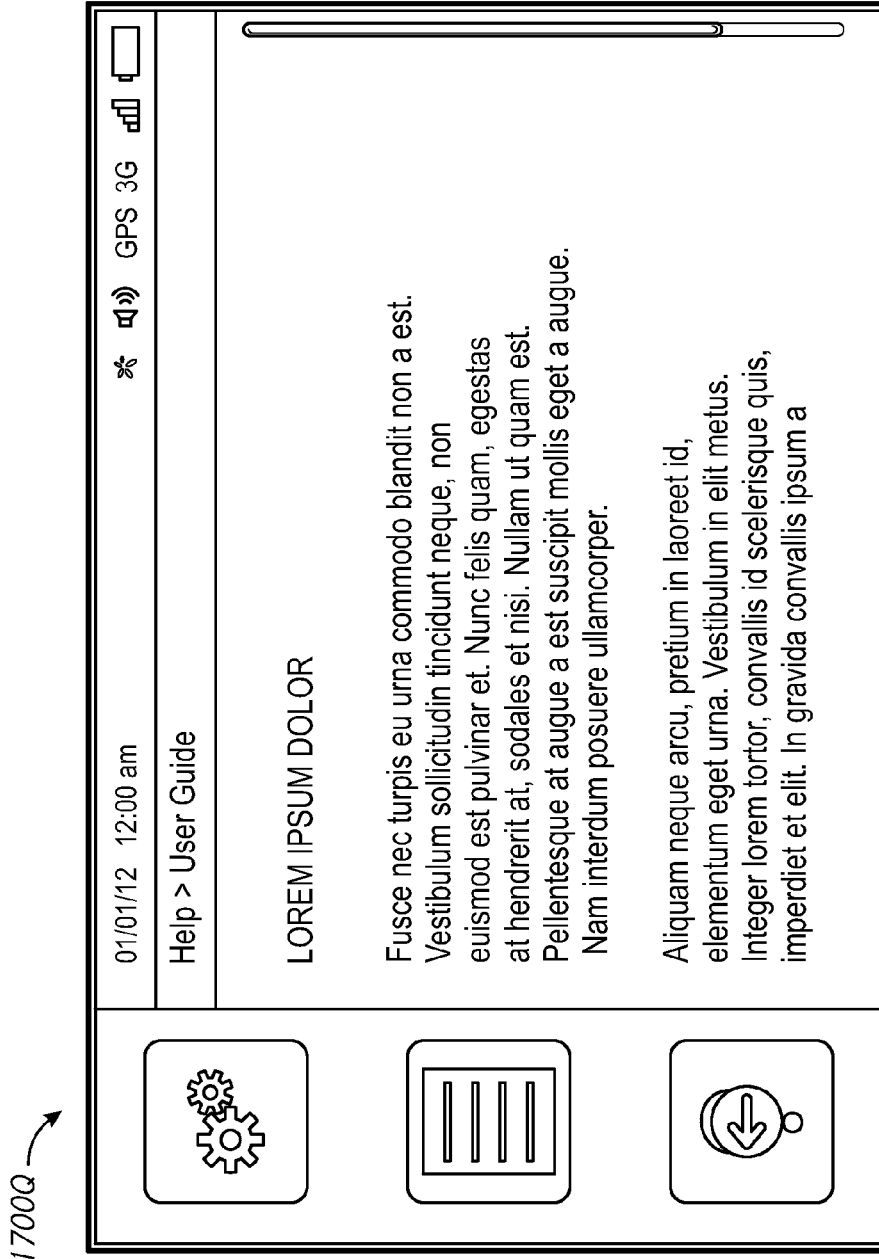 1700Q
01/01/12 12:00 am GPS 3G
Help > User Guide
LOREM IPSUM DOLOR
Fusce nec turpis eu urna commodo blandit non a est.
Vestibulum sollicitudin tincidunt neque, non
euismod est pulvinar et. Nunc felis quam, egestas
at hendrerit at, sodales et nisi. Nullam ut quam est.
Pellentesque at augue a est suscipit mollis eget a augue.
Nam interdum posuere ullamcorper.
Aliquam neque arcu, pretium in laoreet id,
elementum eget urna. Vestibulum in elit metus.
Integer lorem tortor, convallis id scelerisque quis,
imperdiet et elit. In gravida convallis ipsum a